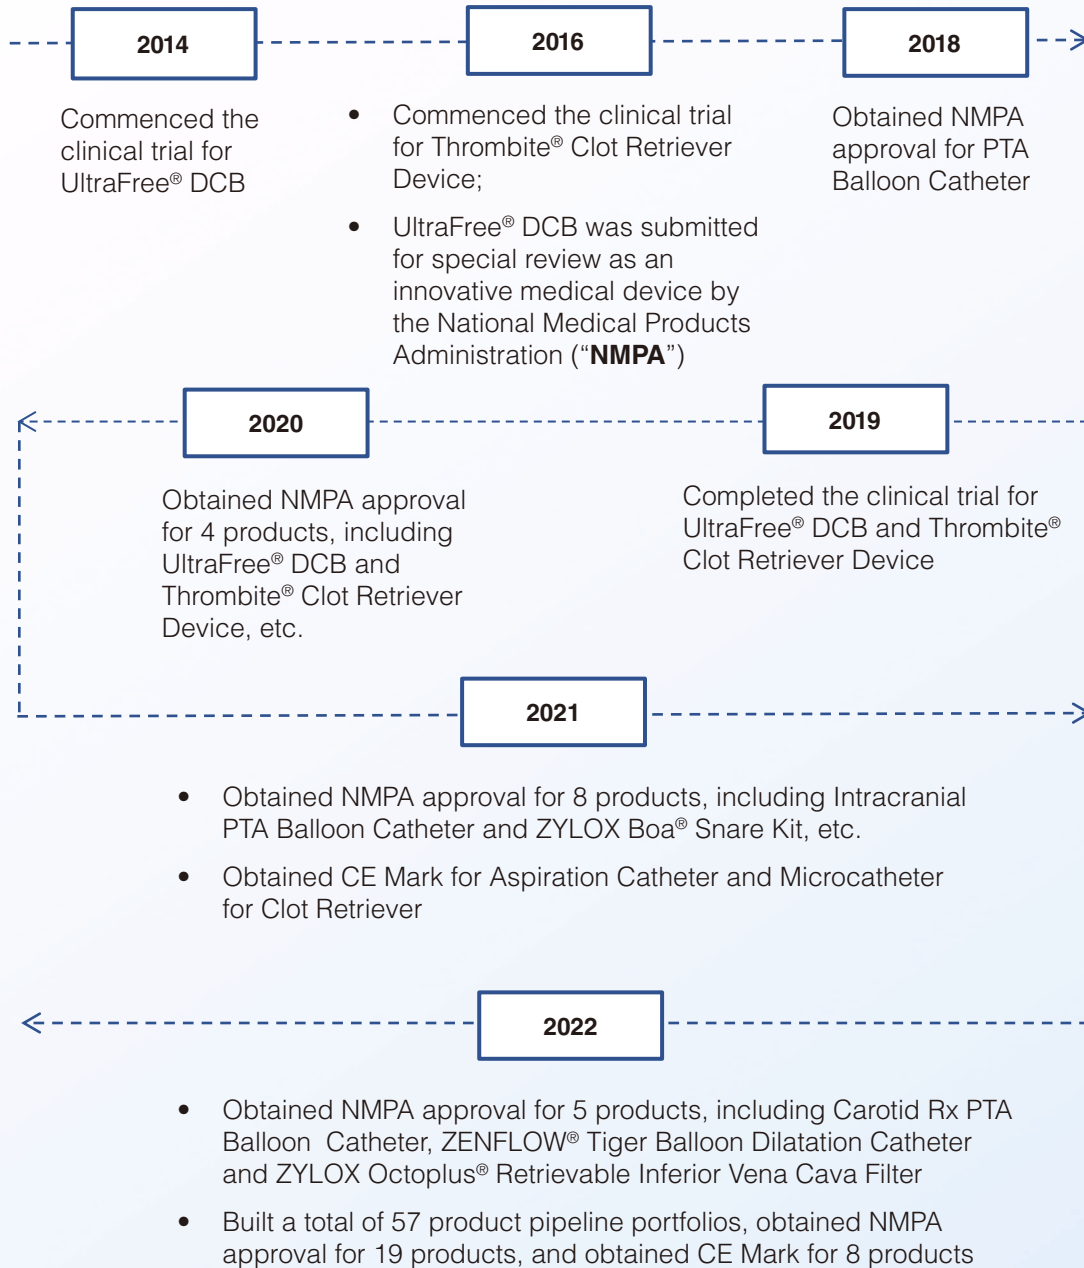 2014
Commenced the
clinical trial for
UltraFree® DCB
2016
• Commenced the clinical trial
for Thrombite® Clot Retriever
Device;
• UltraFree® DCB was submitted
for special review as an
innovative medical device by
the National Medical Products
Administration (“NMPA”)
2018
Obtained NMPA
approval for PTA
Balloon Catheter
2019
Completed the clinical trial for
UltraFree® DCB and Thrombite®
Clot Retriever Device
2020
Obtained NMPA approval
for 4 products, including
UltraFree® DCB and
Thrombite® Clot Retriever
Device, etc.
2021
• Obtained NMPA approval for 8 products, including Intracranial
PTA Balloon Catheter and ZYLOX Boa® Snare Kit, etc.
• Obtained CE Mark for Aspiration Catheter and Microcatheter
for Clot Retriever
2022
• Obtained NMPA approval for 5 products, including Carotid Rx PTA
Balloon Catheter, ZENFLOW® Tiger Balloon Dilatation Catheter
and ZYLOX Octoplus® Retrievable Inferior Vena Cava Filter
• Built a total of 57 product pipeline portfolios, obtained NMPA
approval for 19 products, and obtained CE Mark for 8 products